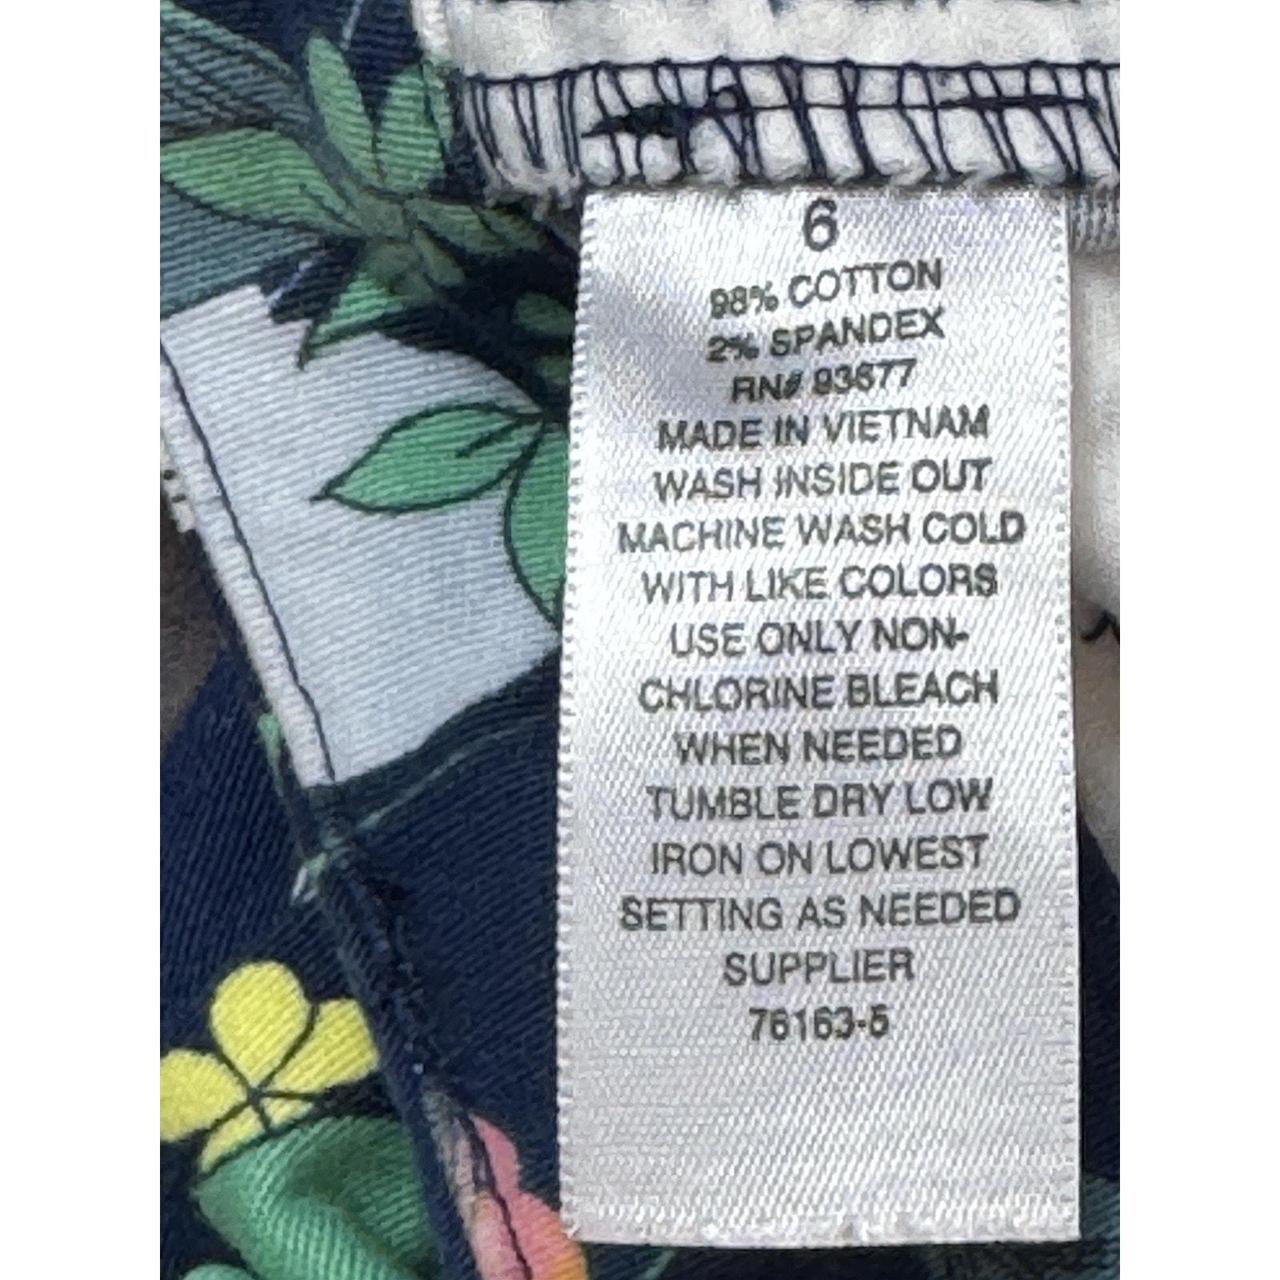 6
98% COTTON
2% SPANDEX
RN# 93677
MADE IN VIETNAM
WASH INSIDE OUT
MACHINE WASH COLD
WITH LIKE COLORS
USE ONLY NON-
CHLORINE BLEACH
WHEN NEEDED
TUMBLE DRY LOW
IRON ON LOWEST
SETTING AS NEEDED
SUPPLIER
76163-5